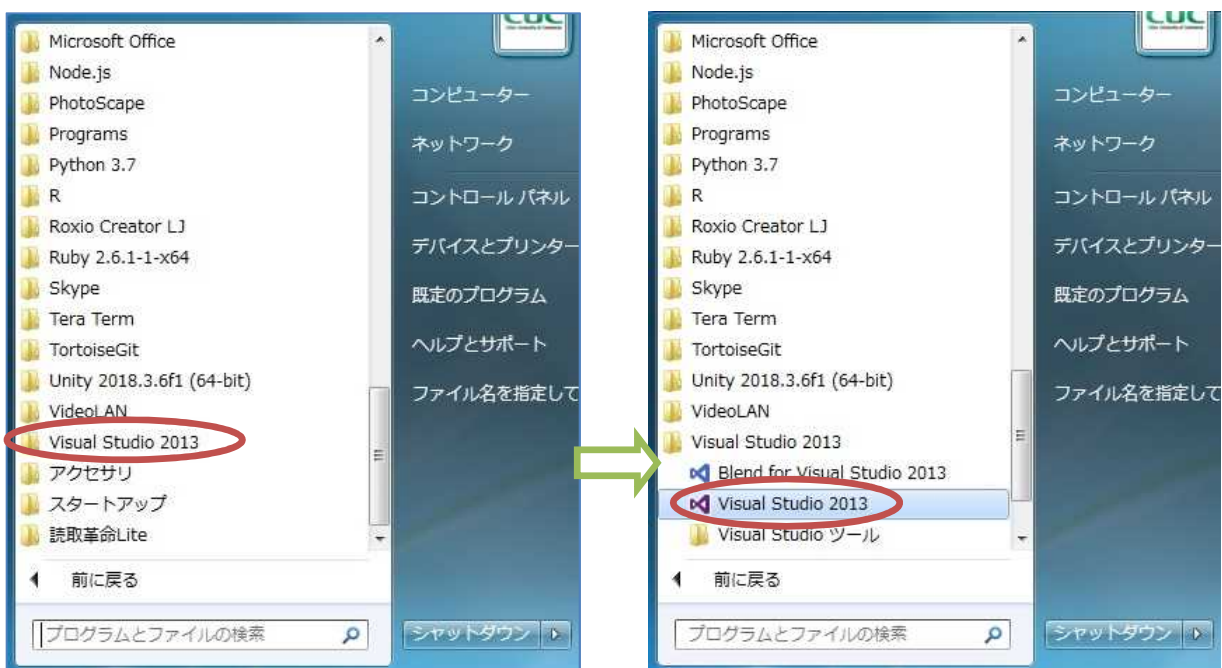 CUC
Microsoft Office
Node.js
PhotoScape
Programs
Python 3.7
R
Roxio Creator LJ
Ruby 2.6.1-1-x64
Skype
Tera Term
TortoiseGit
Unity 2018.3.6f1 (64-bit)
VideoLAN
Visual Studio 2013
アクセサリ
スタートアップ
読取革命Lite
前に戻る
プログラムとファイルの検索
コンピューター
ネットワーク
コントロール パネル
デバイスとプリンター
既定のプログラム
ヘルプとサポート
ファイル名を指定して
シャットダウン
CUC
Microsoft Office
Node.js
PhotoScape
Programs
Python 3.7
R
Roxio Creator LJ
Ruby 2.6.1-1-x64
Skype
Tera Term
TortoiseGit
Unity 2018.3.6f1 (64-bit)
VideoLAN
Visual Studio 2013
Blend for Visual Studio 2013
Visual Studio 2013
Visual Studio ツール
前に戻る
プログラムとファイルの検索
コンピューター
ネットワーク
コントロール パネル
デバイスとプリンター
既定のプログラム
ヘルプとサポート
ファイル名を指定して
シャットダウン